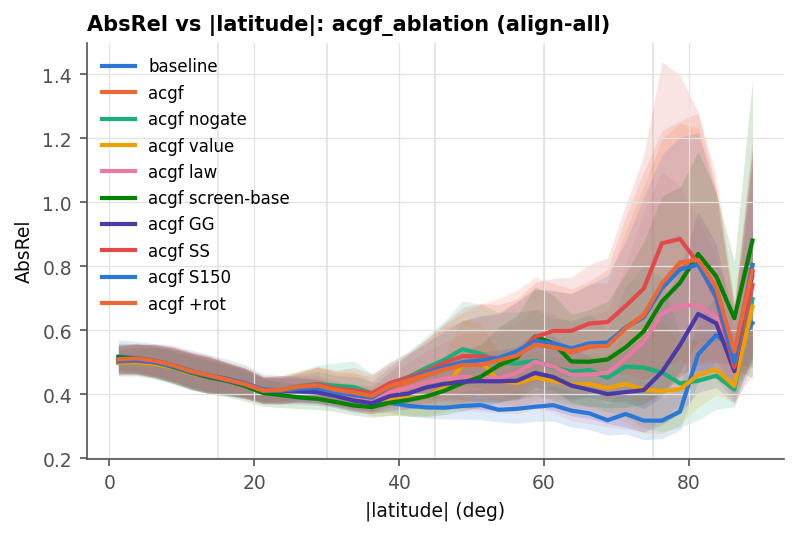 AbsRel vs |latitude|: acgf_ablation (align-all)
baseline
acgf
acgf nogate
acgf value
acgf law
acgf screen-base
acgf GG
acgf SS
acgf S150
acgf +rot
1.4
1.2
1.0
0.8
0.6
0.4
0.2
AbsRel
0 20 40 60 80
|latitude| (deg)